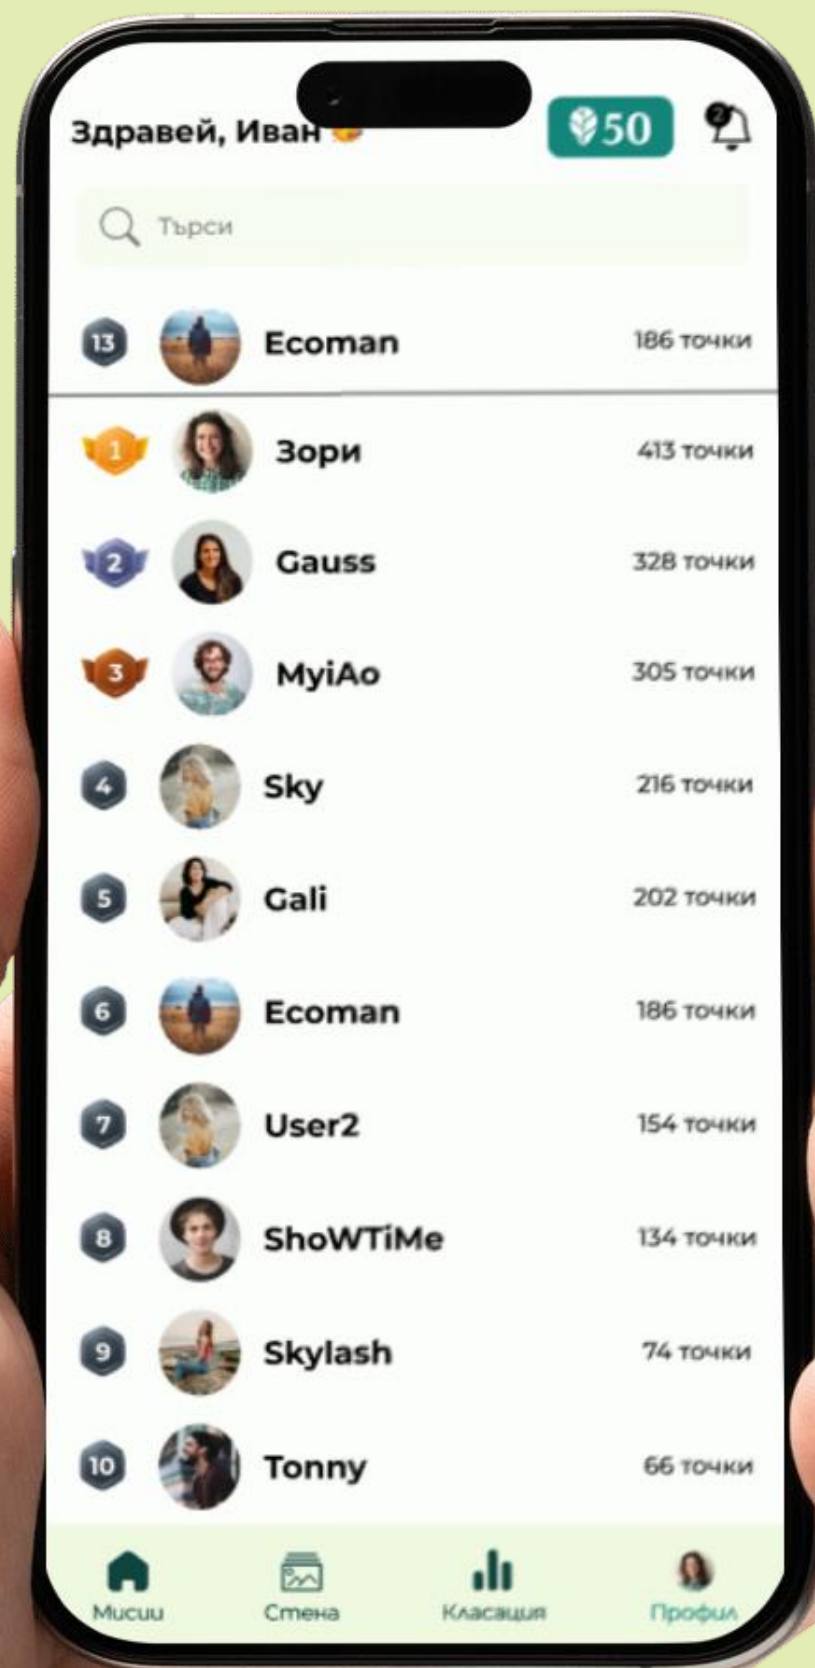 Здравей, Иван
50
2
Търси
13 Ecoman 186 точки
1 Зори 413 точки
2 Gauss 328 точки
3 MyiAo 305 точки
4 Sky 216 точки
5 Gali 202 точки
6 Ecoman 186 точки
7 User2 154 точки
8 ShoWTiMe 134 точки
9 Skylash 74 точки
10 Tonny 66 точки
Мисии Стена Класация Профил